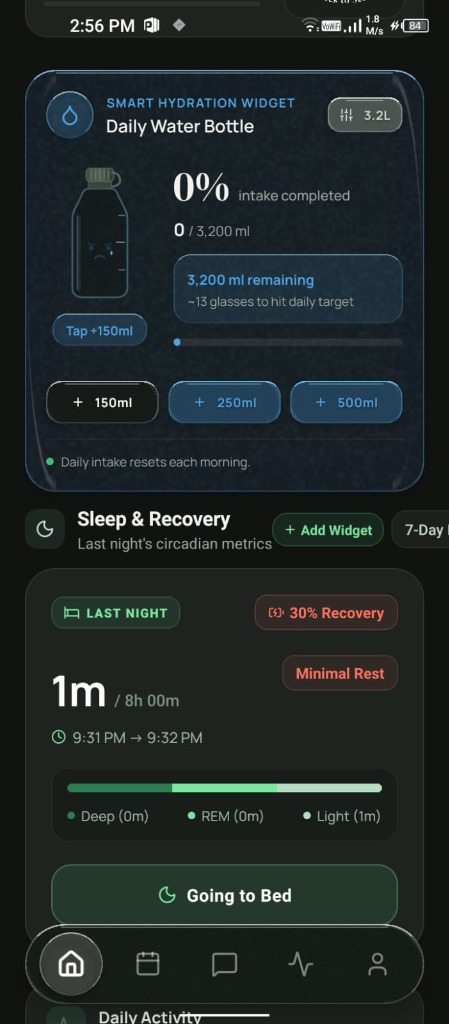 2:56 PM
VoWiFi 1.8 M/s 84
SMART HYDRATION WIDGET
Daily Water Bottle
3.2L
0% intake completed
0 / 3,200 ml
3,200 ml remaining
~13 glasses to hit daily target
Tap +150ml
+ 150ml
+ 250ml
+ 500ml
Daily intake resets each morning.
Sleep & Recovery
Last night's circadian metrics
+ Add Widget
7-Day
LAST NIGHT
30% Recovery
Minimal Rest
1m / 8h 00m
9:31 PM → 9:32 PM
Deep (0m)
REM (0m)
Light (1m)
Going to Bed
Daily Activity